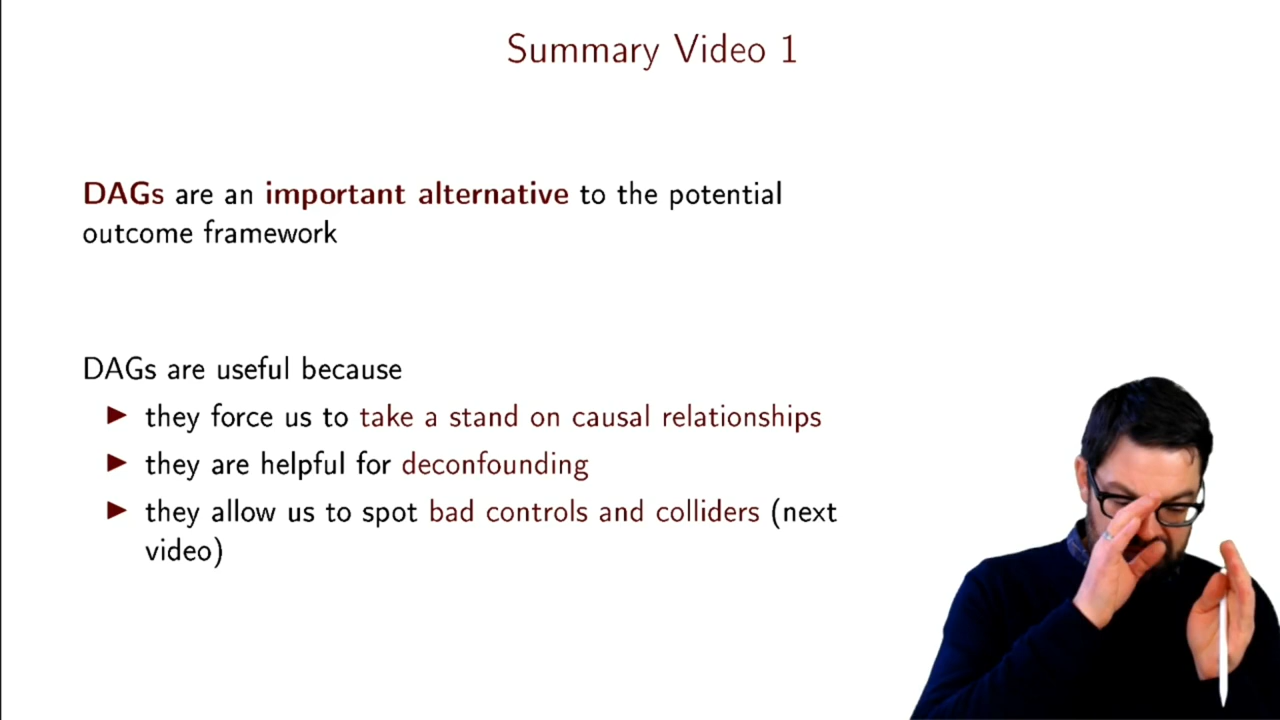 Summary Video 1
DAGs are an important alternative to the potential
outcome framework
DAGs are useful because
▶ they force us to take a stand on causal relationships
▶ they are helpful for deconfounding
▶ they allow us to spot bad controls and colliders (next
video)